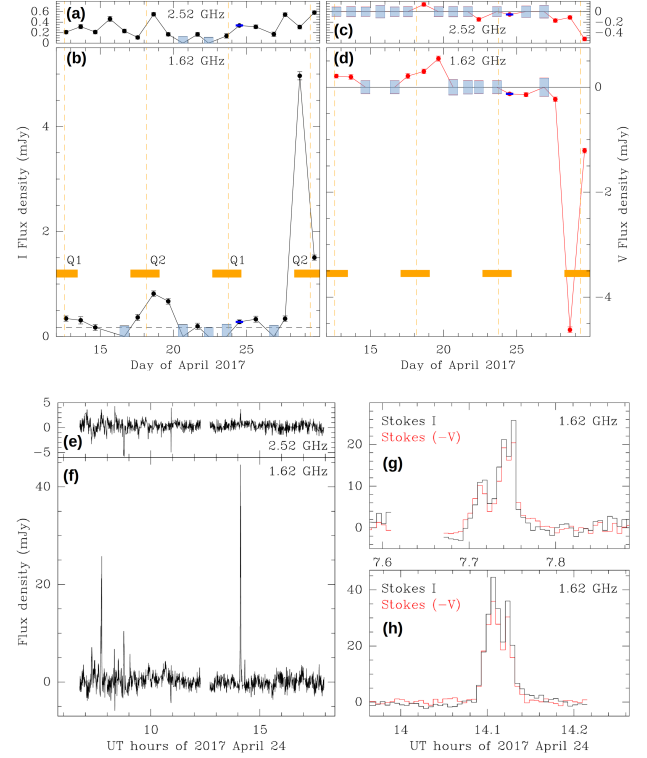 0.6
0.4
0.2
0
(a)
2.52 GHz
0
−0.2
−0.4
(c)
2.52 GHz
(b)
1.62 GHz
(d)
1.62 GHz
I Flux density (mJy)
4
2
0
Q1
Q2
Q1
Q2
0
−2
−4
V Flux density (mJy)
15
20
25
Day of April 2017
15
20
25
Day of April 2017
5
0
−5
(e)
2.52 GHz
(f)
1.62 GHz
40
20
0
Flux density (mJy)
10
15
UT hours of 2017 April 24
Stokes I
Stokes (−V)
1.62 GHz
(g)
20
10
0
7.6
7.7
7.8
Stokes I
Stokes (−V)
1.62 GHz
(h)
40
20
0
14
14.1
14.2
UT hours of 2017 April 24